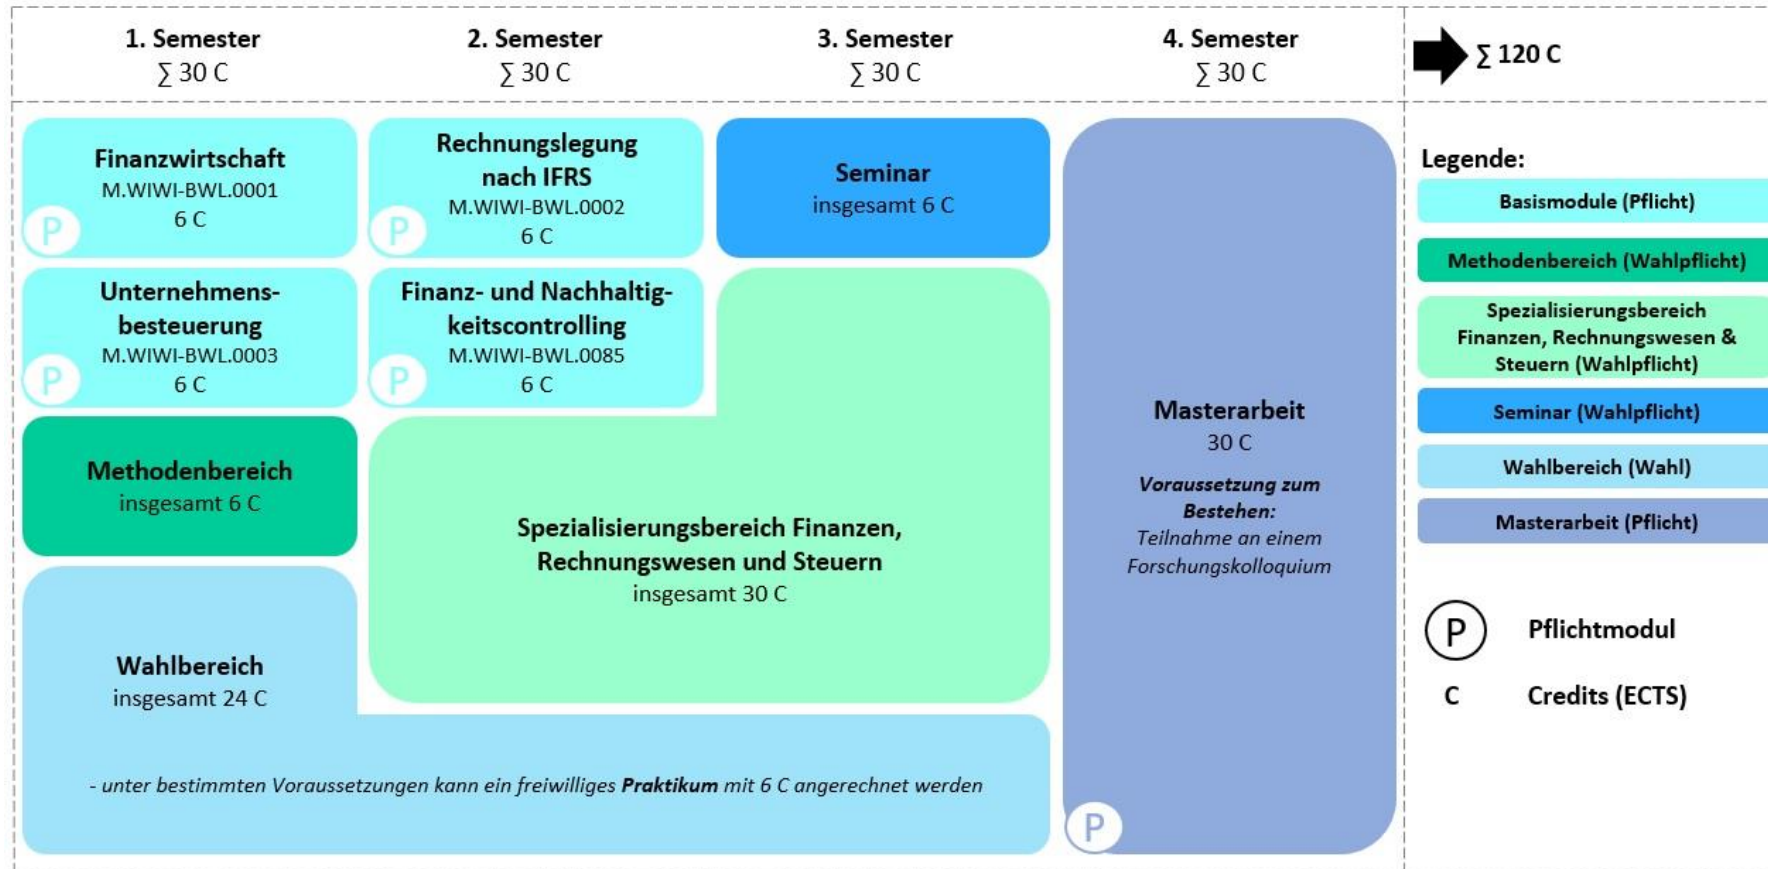 1. Semester
∑ 30 C
2. Semester
∑ 30 C
3. Semester
∑ 30 C
4. Semester
∑ 30 C
∑ 120 C
Finanzwirtschaft
M.WIWI-BWL.0001
6 C
P
Rechnungslegung
nach IFRS
M.WIWI-BWL.0002
6 C
P
Seminar
insgesamt 6 C
Unternehmens-
besteuerung
M.WIWI-BWL.0003
6 C
P
Finanz- und Nachhaltig-
keitscontrolling
M.WIWI-BWL.0085
6 C
P
Methodenbereich
insgesamt 6 C
Spezialisierungsbereich Finanzen,
Rechnungswesen und Steuern
insgesamt 30 C
Wahlbereich
insgesamt 24 C
- unter bestimmten Voraussetzungen kann ein freiwilliges Praktikum mit 6 C angerechnet werden
Masterarbeit
30 C
Voraussetzung zum
Bestehen:
Teilnahme an einem
Forschungskolloquium
P
Legende:
Basismodule (Pflicht)
Methodenbereich (Wahlpflicht)
Spezialisierungsbereich
Finanzen, Rechnungswesen &
Steuern (Wahlpflicht)
Seminar (Wahlpflicht)
Wahlbereich (Wahl)
Masterarbeit (Pflicht)
P Pflichtmodul
C Credits (ECTS)